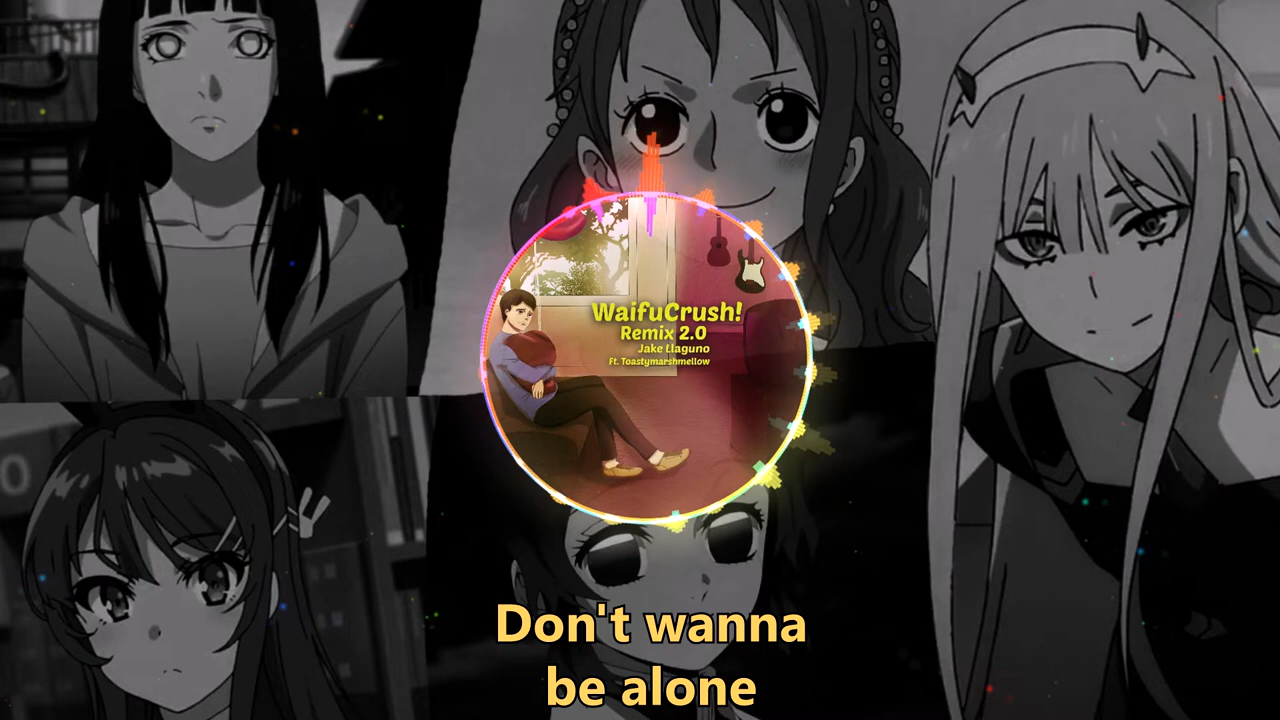 WaifuCrush!
Remix 2.0
Jake Llaguno
Ft. Toastymarshmellow
Don't wanna
be alone